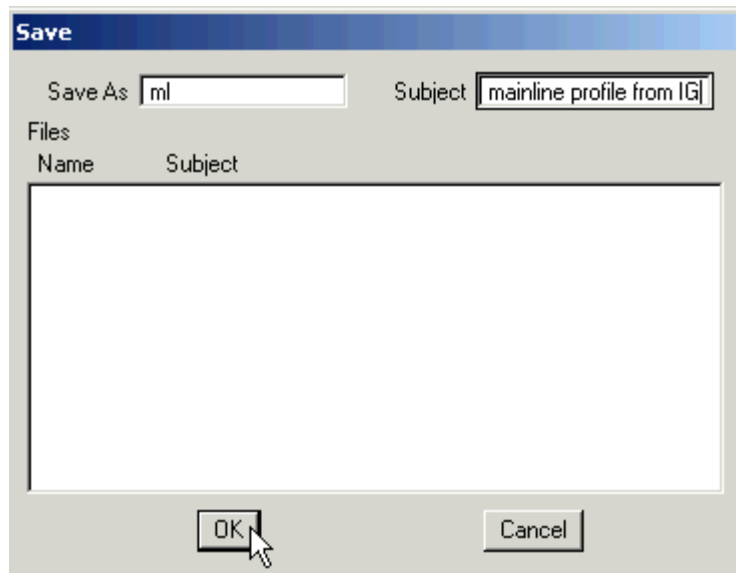 Save
Save As ml Subject mainline profile from IG
Files
Name Subject
OK Cancel